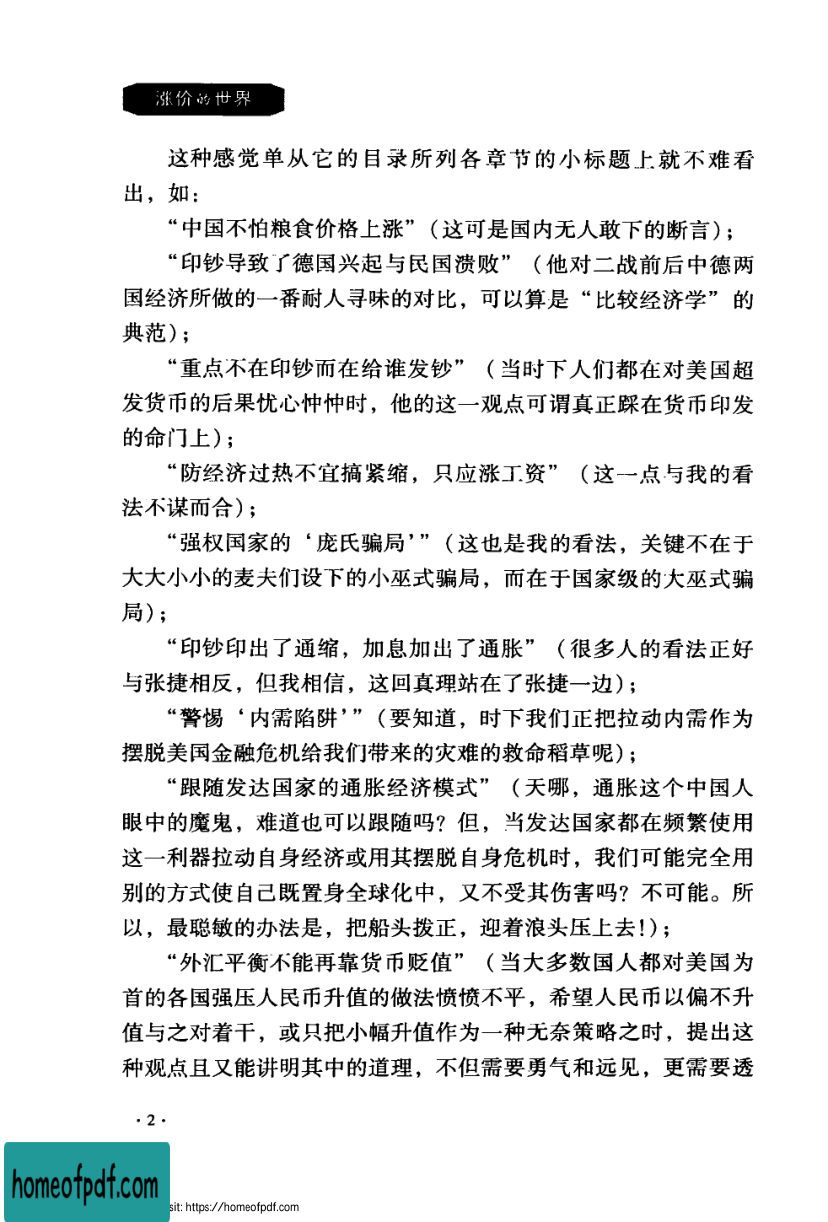 涨价的世界
这种感觉单从它的目录所列各章节的小标题上就不难看
出，如：
“中国不怕粮食价格上涨”（这可是国内无人敢下的断言）；
“印钞导致了德国兴起与民国溃败”（他对二战前后中德两
国经济所做的一番耐人寻味的对比，可以算是“比较经济学”的
典范）；
“重点不在印钞而在给谁发钞”（当时下人们都在对美国超
发货币的后果忧心忡忡时，他的这一观点可谓真正踩在货币印发
的命门上）；
“防经济过热不宜搞紧缩，只应涨工资”（这一点与我的看
法不谋而合）；
“强权国家的‘庞氏骗局’”（这也是我的看法，关键不在于
大大小小的麦夫们设下的小巫式骗局，而在于国家级的大巫式骗
局）；
“印钞印出了通缩，加息加出了通胀”（很多人的看法正好
与张捷相反，但我相信，这回真理站在了张捷一边）；
“警惕‘内需陷阱’”（要知道，时下我们正把拉动内需作为
摆脱美国金融危机给我们带来的灾难的救命稻草呢）；
“跟随发达国家的通胀经济模式”（天哪，通胀这个中国人
眼中的魔鬼，难道也可以跟随吗？但，当发达国家都在频繁使用
这一利器拉动自身经济或用其摆脱自身危机时，我们可能完全用
别的方式使自己既置身全球化中，又不受其伤害吗？不可能。所
以，最聪敏的办法是，把船头拨正，迎着浪头压上去！）；
“外汇平衡不能再靠货币贬值”（当大多数国人都对美国为
首的各国强压人民币升值的做法愤愤不平，希望人民币以偏不升
值与之对着干，或只把小幅升值作为一种无奈策略之时，提出这
种观点且又能讲明其中的道理，不但需要勇气和远见，更需要透
·2·
homeofpdf.com
sit: https://homeofpdf.com